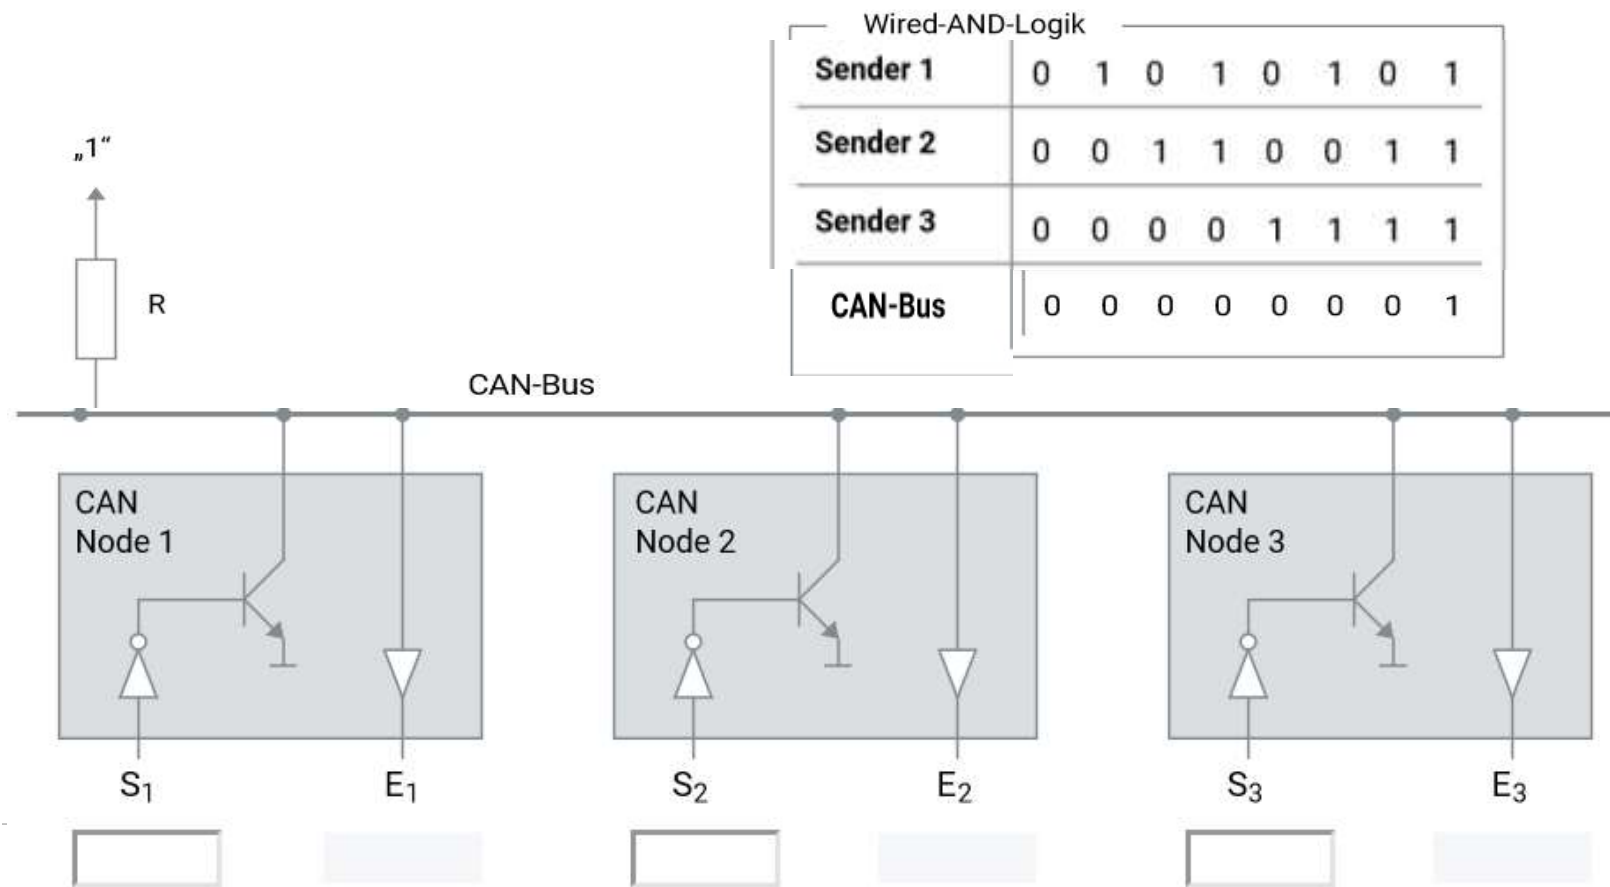 Wired-AND-Logik
Sender 1 0 1 0 1 0 1 0 1
Sender 2 0 0 1 1 0 0 1 1
Sender 3 0 0 0 0 1 1 1 1
CAN-Bus 0 0 0 0 0 0 0 1
„1“
R
CAN-Bus
CAN
Node 1
CAN
Node 2
CAN
Node 3
S₁ E₁ S₂ E₂ S₃ E₃